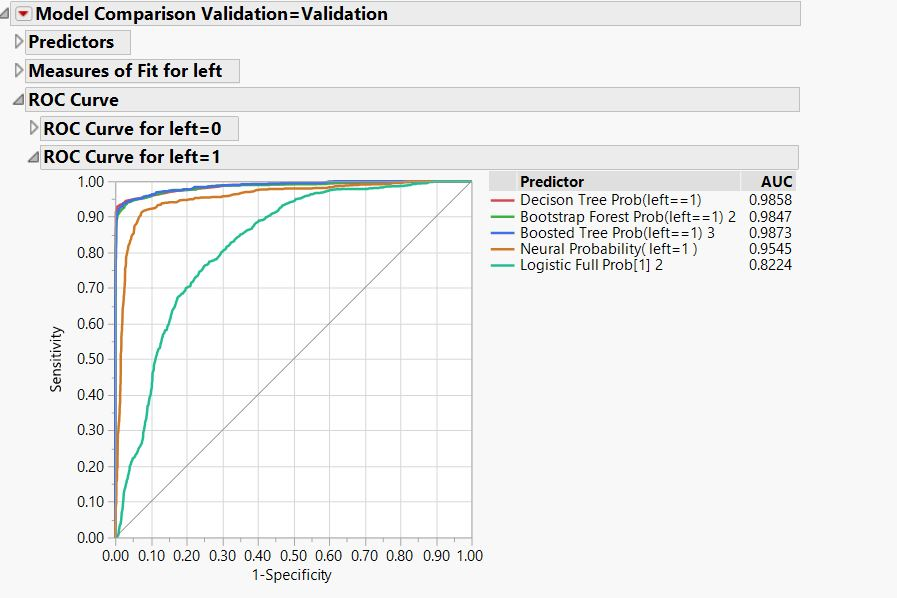 Model Comparison Validation=Validation
Predictors
Measures of Fit for left
ROC Curve
ROC Curve for left=0
ROC Curve for left=1
Predictor AUC
Decison Tree Prob(left==1) 0.9858
Bootstrap Forest Prob(left==1) 2 0.9847
Boosted Tree Prob(left==1) 3 0.9873
Neural Probability( left=1 ) 0.9545
Logistic Full Prob[1] 2 0.8224
1.00
0.90
0.80
0.70
0.60
0.50
0.40
0.30
0.20
0.10
0.00
Sensitivity
0.00 0.10 0.20 0.30 0.40 0.50 0.60 0.70 0.80 0.90 1.00
1-Specificity